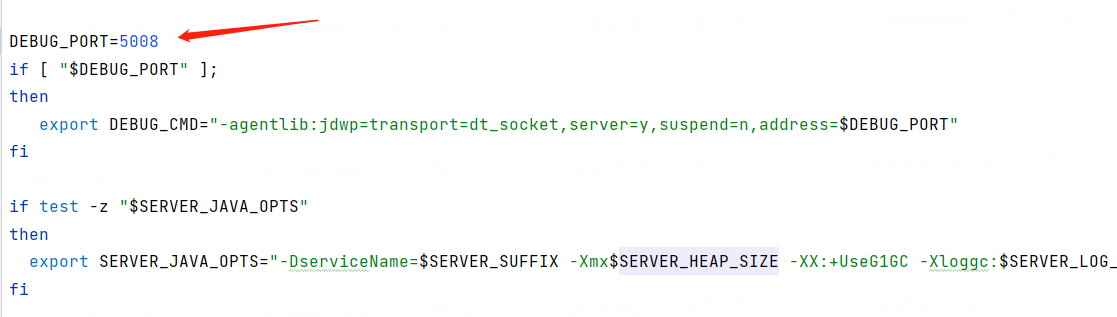 DEBUG_PORT=5008
if [ "$DEBUG_PORT" ];
then
export DEBUG_CMD="-agentlib:jdwp=transport=dt_socket,server=y,suspend=n,address=$DEBUG_PORT"
fi
if test -z "$SERVER_JAVA_OPTS"
then
export SERVER_JAVA_OPTS="-DserviceName=$SERVER_SUFFIX -Xmx$SERVER_HEAP_SIZE -XX:+UseG1GC -Xloggc:$SERVER_LOG_
fi